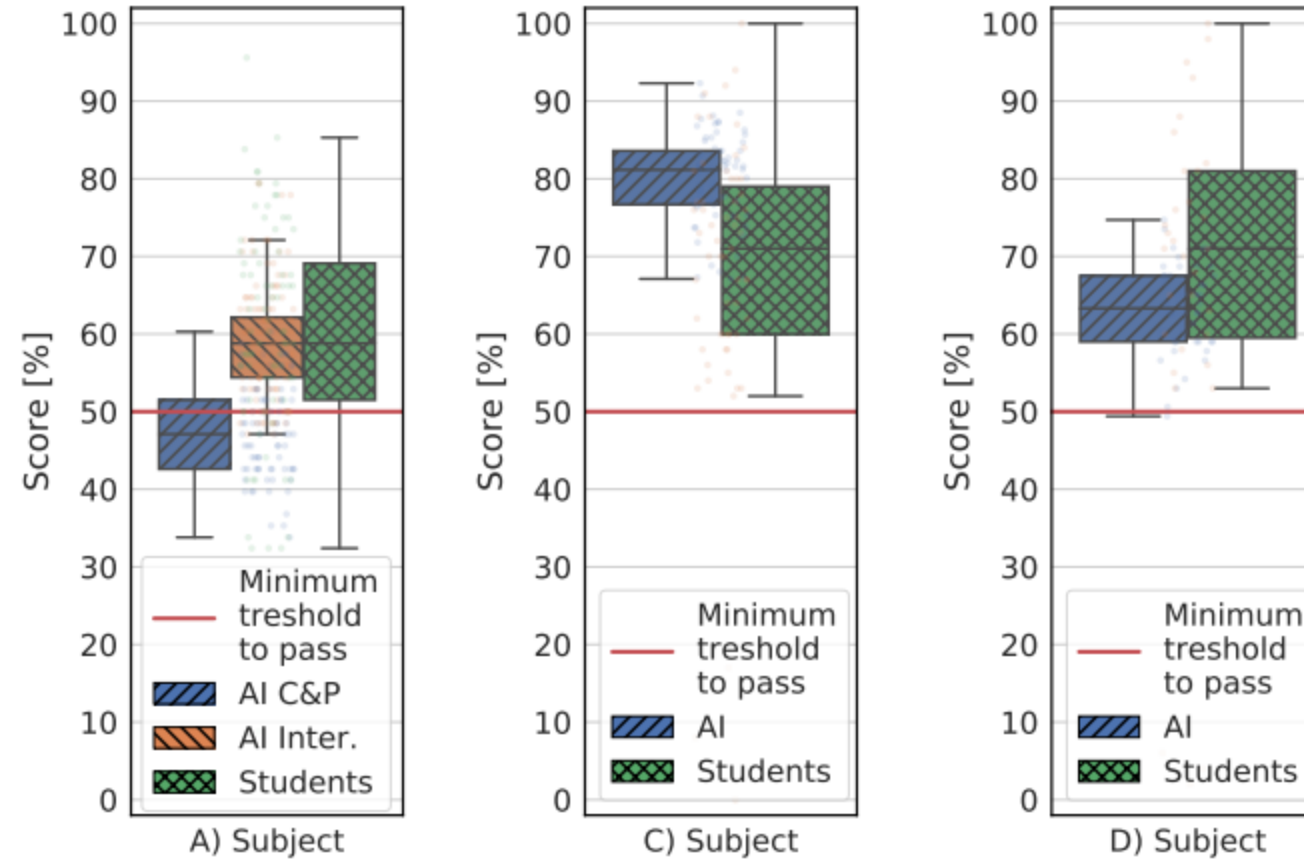 100
90
80
70
60
50
40
30
20
10
0
Score [%]
Minimum
treshold
to pass
AI C&P
AI Inter.
Students
A) Subject
100
90
80
70
60
50
40
30
20
10
0
Score [%]
Minimum
treshold
to pass
AI
Students
C) Subject
100
90
80
70
60
50
40
30
20
10
0
Score [%]
Minimum
treshold
to pass
AI
Students
D) Subject